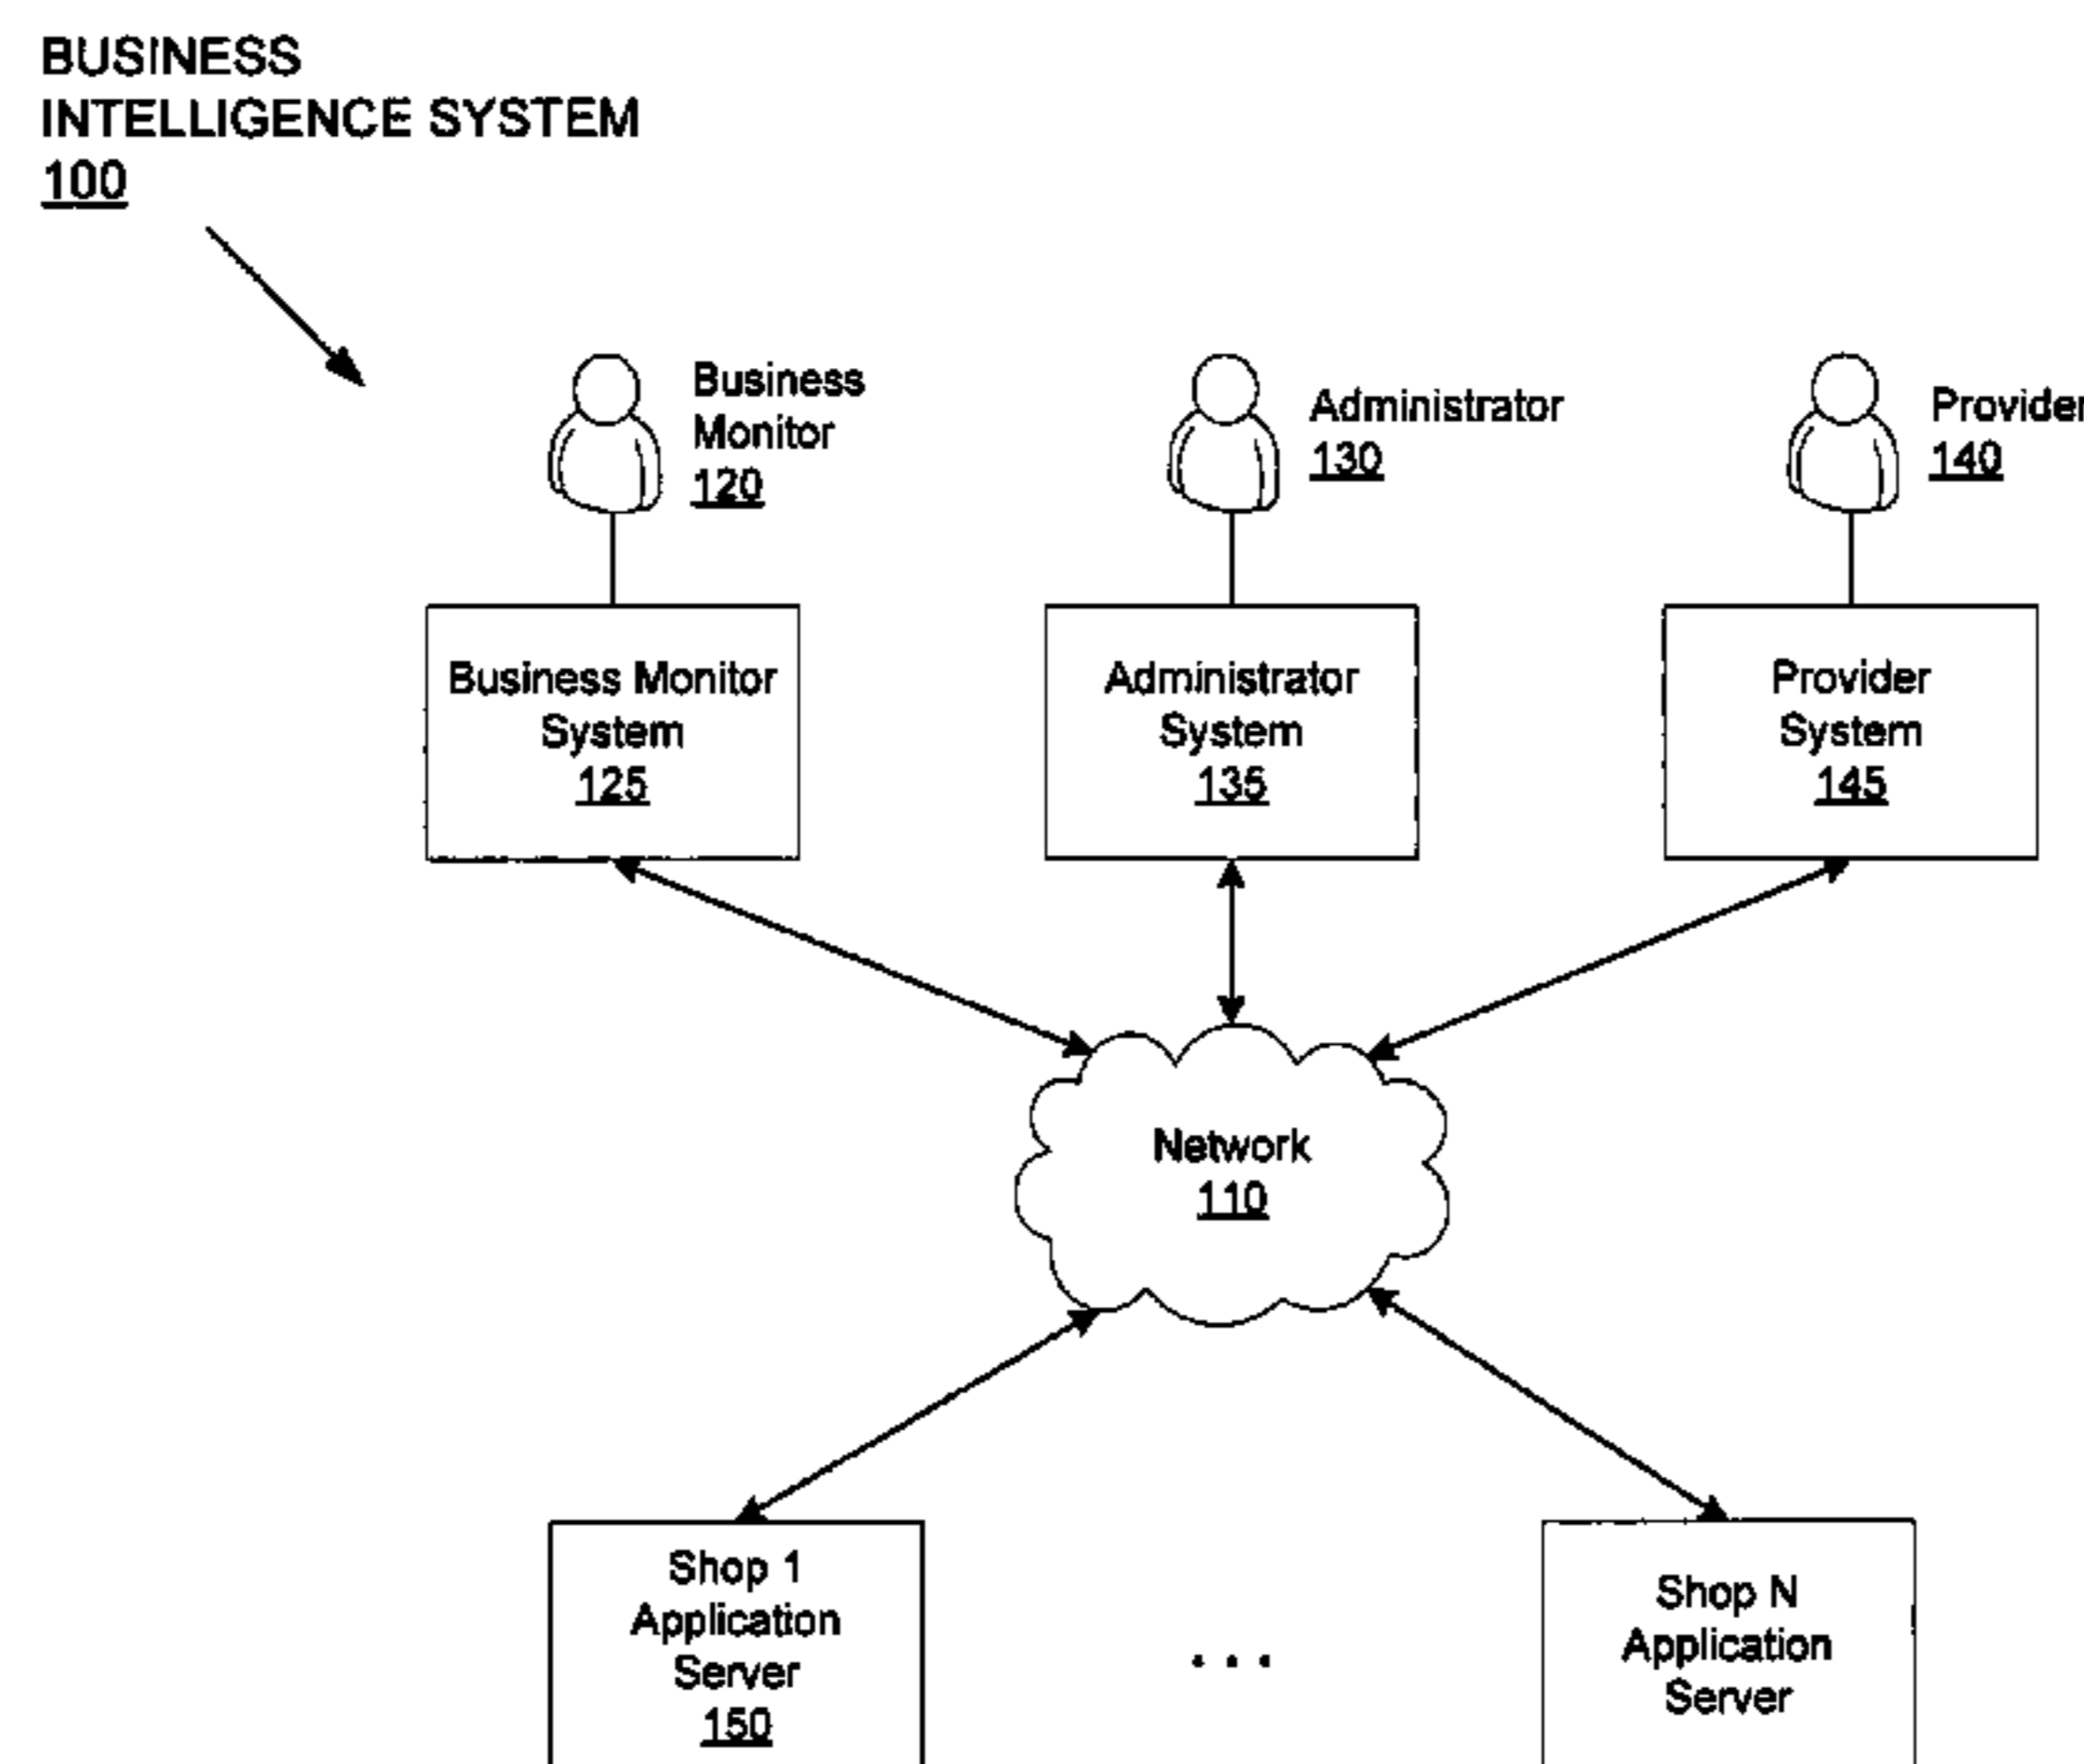 BUSINESS
INTELLIGENCE SYSTEM
100
Business
Monitor
120
Administrator
130
Provider
140
Business Monitor
System
125
Administrator
System
135
Provider
System
145
Network
110
Shop 1
Application
Server
150
. . .
Shop N
Application
Server